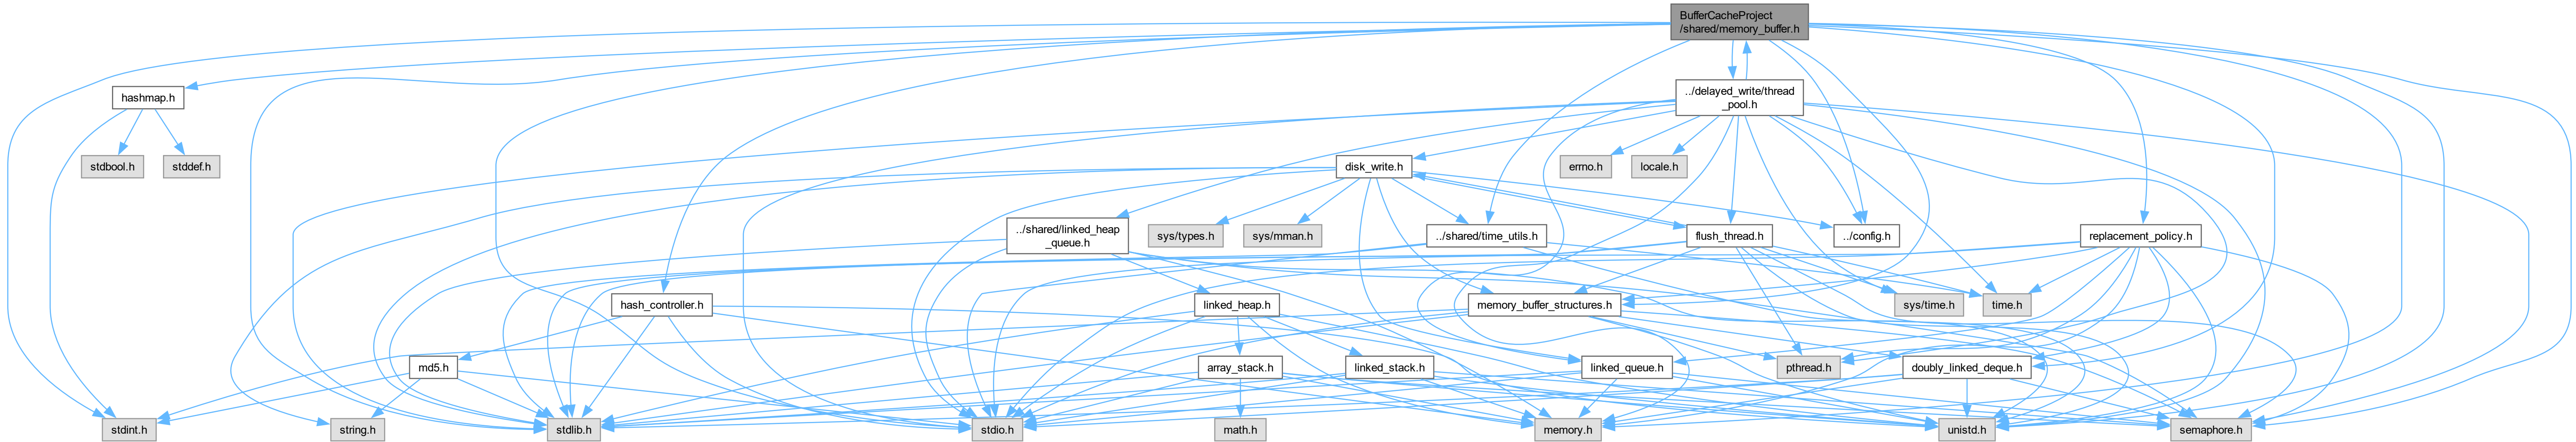 BufferCacheProject
/shared/memory_buffer.h
hashmap.h
../delayed_write/thread
_pool.h
stdbool.h
stddef.h
disk_write.h
errno.h
locale.h
../shared/linked_heap
_queue.h
sys/types.h
sys/mman.h
../shared/time_utils.h
flush_thread.h
../config.h
replacement_policy.h
hash_controller.h
linked_heap.h
memory_buffer_structures.h
sys/time.h
time.h
md5.h
array_stack.h
linked_stack.h
linked_queue.h
pthread.h
doubly_linked_deque.h
stdint.h
string.h
stdlib.h
stdio.h
math.h
memory.h
unistd.h
semaphore.h